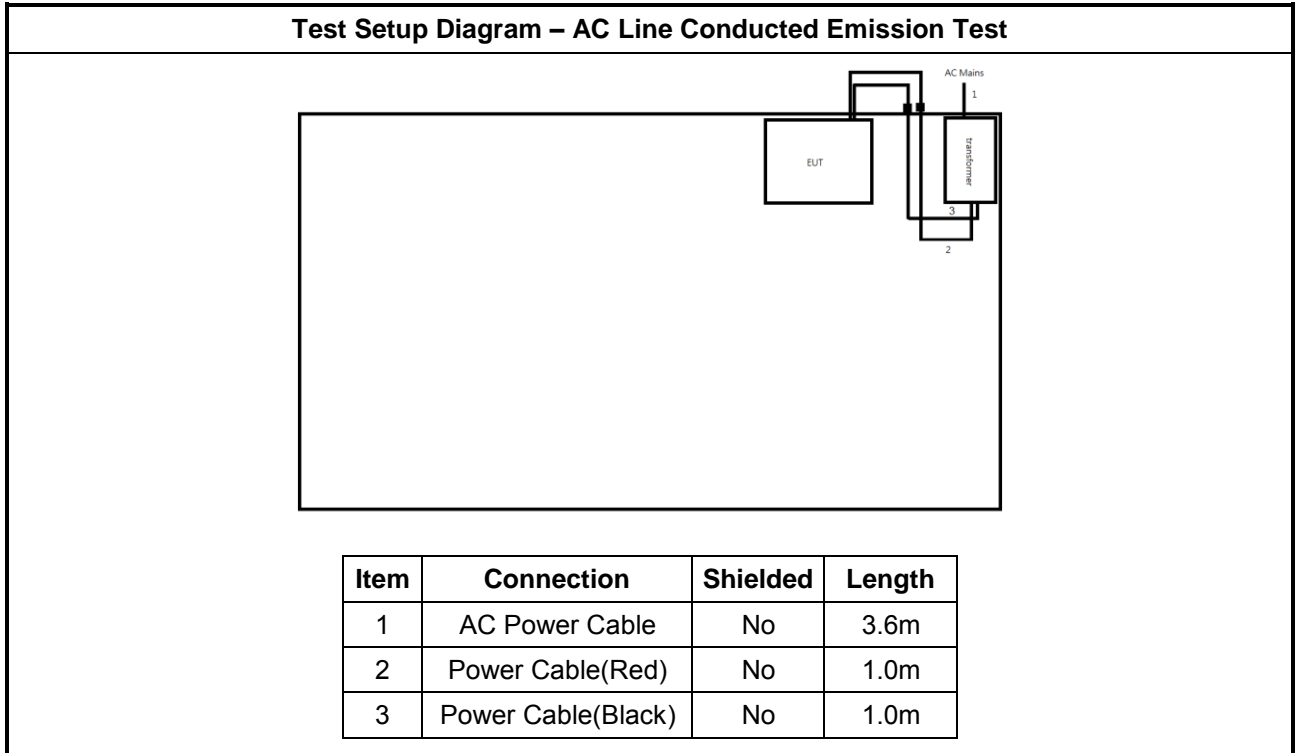 Test Setup Diagram – AC Line Conducted Emission Test
AC Mains
1
EUT
transformer
3
2
Item Connection Shielded Length
1 AC Power Cable No 3.6m
2 Power Cable(Red) No 1.0m
3 Power Cable(Black) No 1.0m